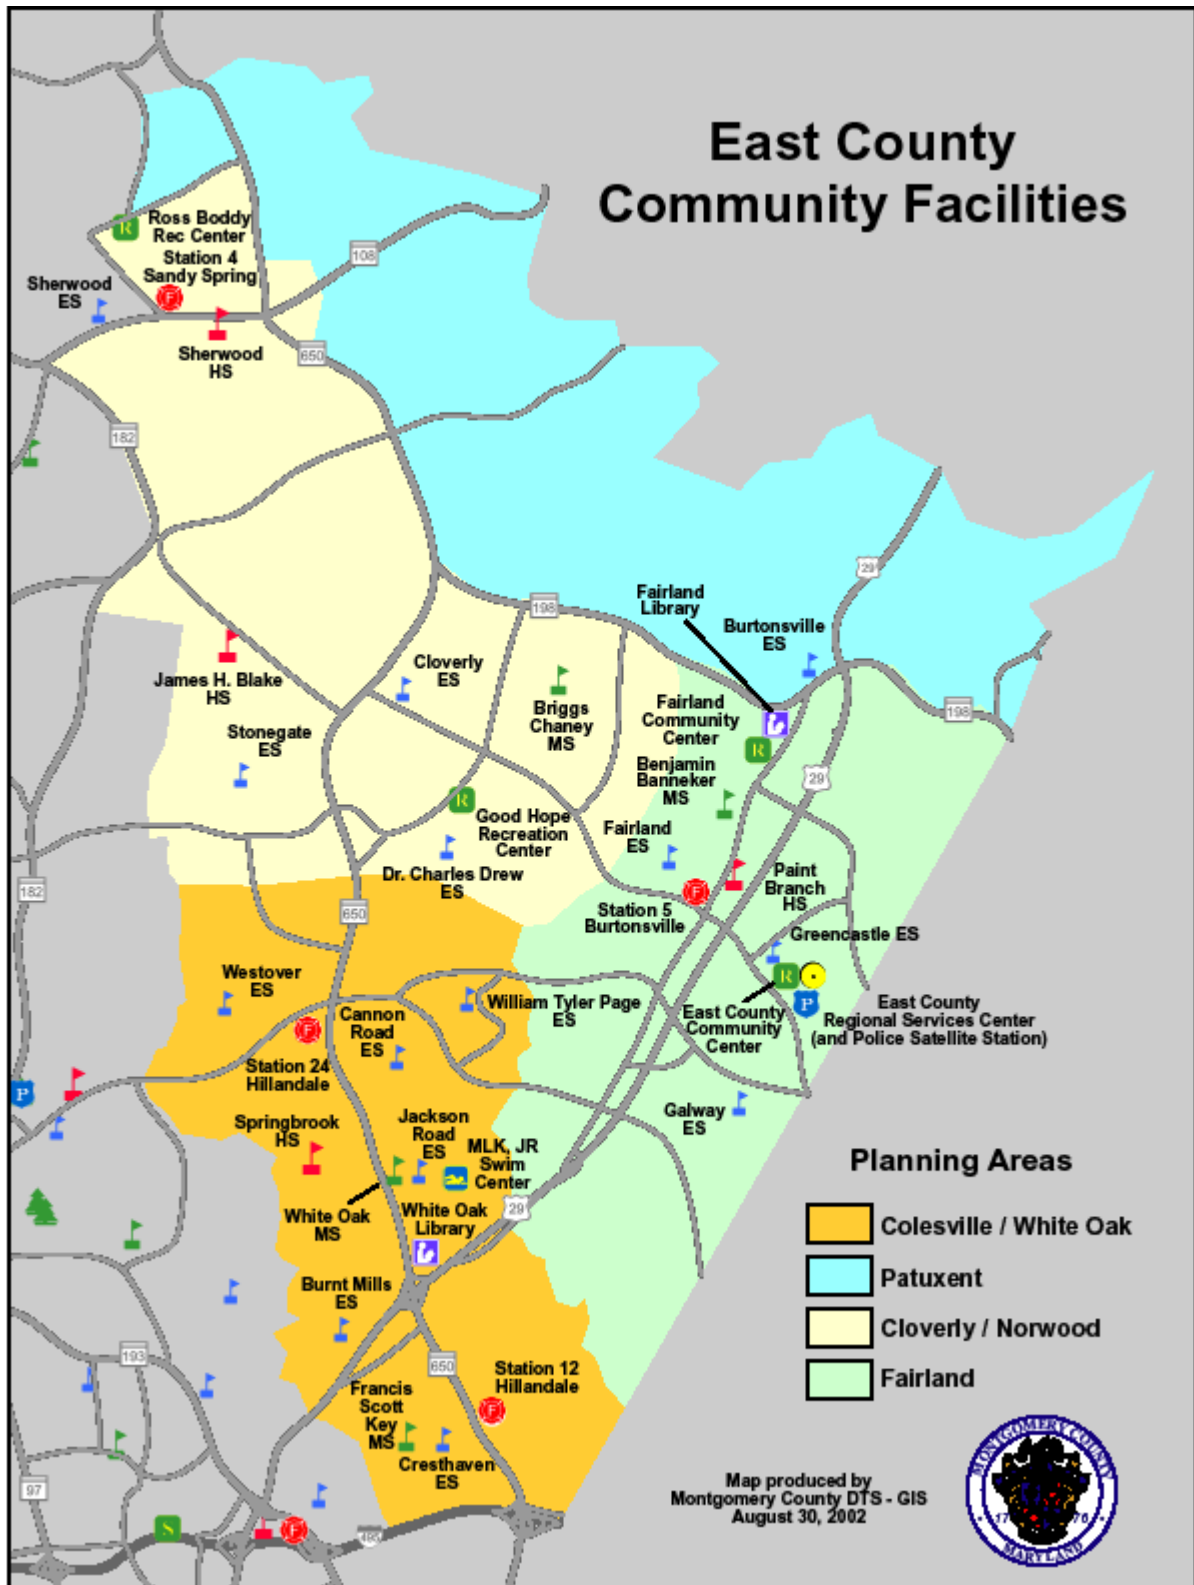 East County
Community Facilities
Ross Boddy
Rec Center
R
Station 4
Sandy Spring
F
108
Sherwood
ES
Sherwood
HS
650
182
29
Fairland
Library
198
Burtonsville
ES
James H. Blake
HS
Cloverly
ES
Briggs
Chaney
MS
Fairland
Community
Center
R
198
Stonegate
ES
Benjamin
Banneker
MS
29
R
Good Hope
Recreation
Center
Fairland
ES
Dr. Charles Drew
ES
Paint
Branch
HS
182
650
F
Station 5
Burtonsville
Greencastle ES
Westover
ES
William Tyler Page
ES
R
P
East County
Community
Center
East County
Regional Services Center
(and Police Satellite Station)
Cannon
Road
ES
F
Station 24
Hillandale
P
Galway
ES
Springbrook
HS
Jackson
Road
ES
MLK, JR
Swim
Center
White Oak
MS
White Oak
Library
29
Planning Areas
Colesville / White Oak
Patuxent
Cloverly / Norwood
Fairland
Burnt Mills
ES
193
650
Station 12
Hillandale
F
Francis
Scott
Key
MS
Cresthaven
ES
97
S
F
495
Map produced by
Montgomery County DTS - GIS
August 30, 2002
MONTGOMERY COUNTY
17 76
MARYLAND